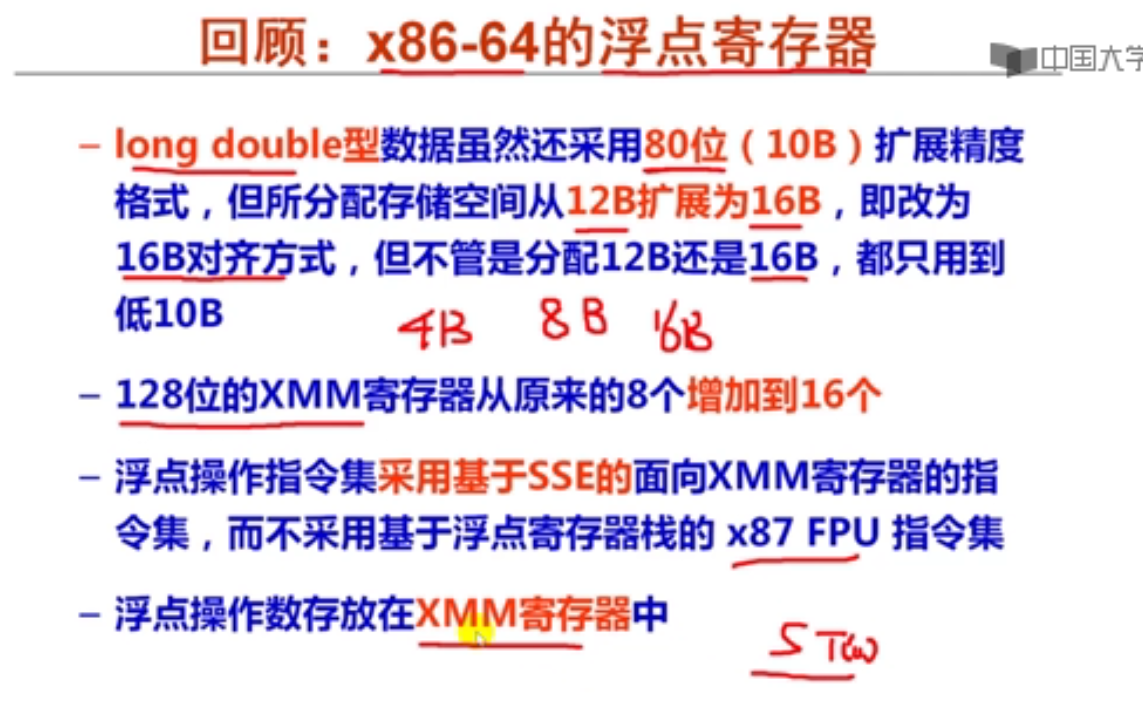 回顾：x86-64的浮点寄存器
中国大学
– long double型数据虽然还采用80位（10B）扩展精度
格式，但所分配存储空间从12B扩展为16B，即改为
16B对齐方式，但不管是分配12B还是16B，都只用到
低10B
4B 8B 16B
– 128位的XMM寄存器从原来的8个增加到16个
– 浮点操作指令集采用基于SSE的面向XMM寄存器的指
令集，而不采用基于浮点寄存器栈的 x87 FPU 指令集
– 浮点操作数存放在XMM寄存器中